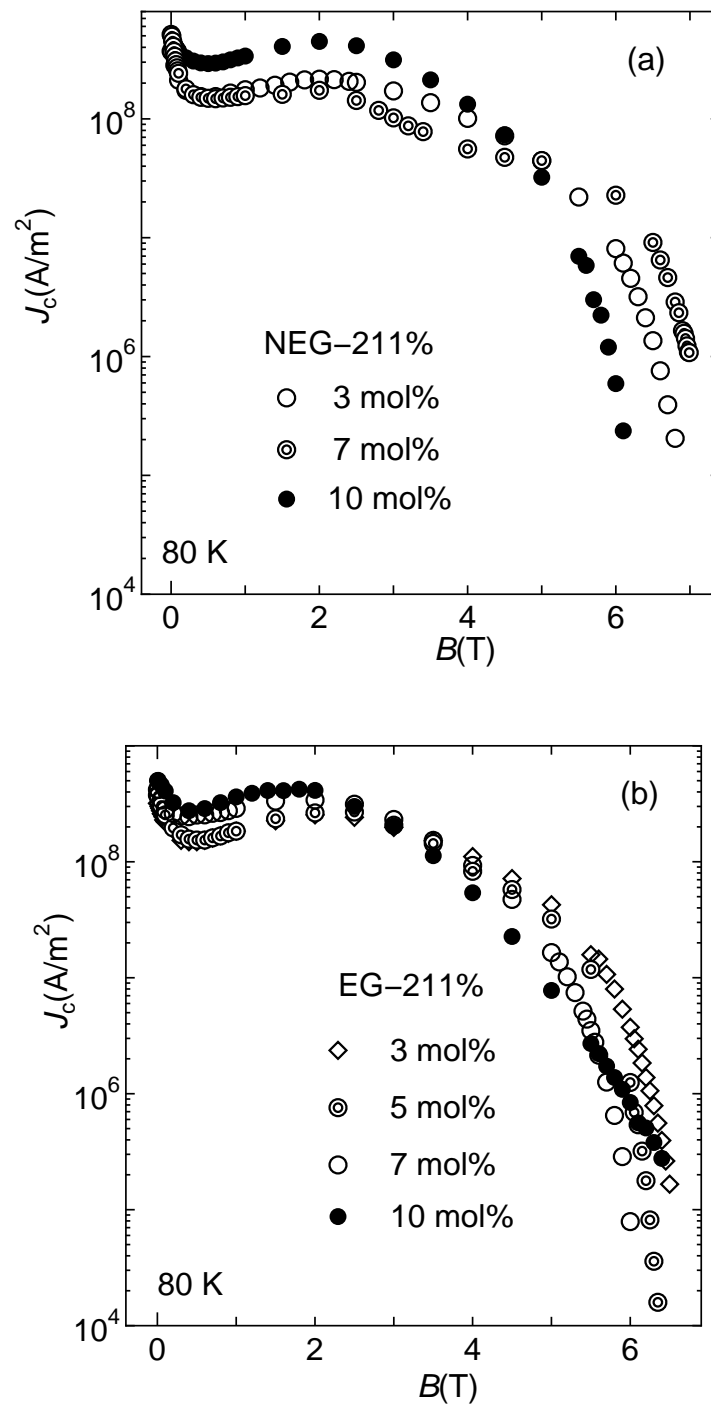 (a)
10^8
10^6
10^4
J_c(A/m^2)
NEG–211%
3 mol%
7 mol%
10 mol%
80 K
0 2 4 6
B(T)
(b)
10^8
10^6
10^4
J_c(A/m^2)
EG–211%
3 mol%
5 mol%
7 mol%
10 mol%
80 K
0 2 4 6
B(T)